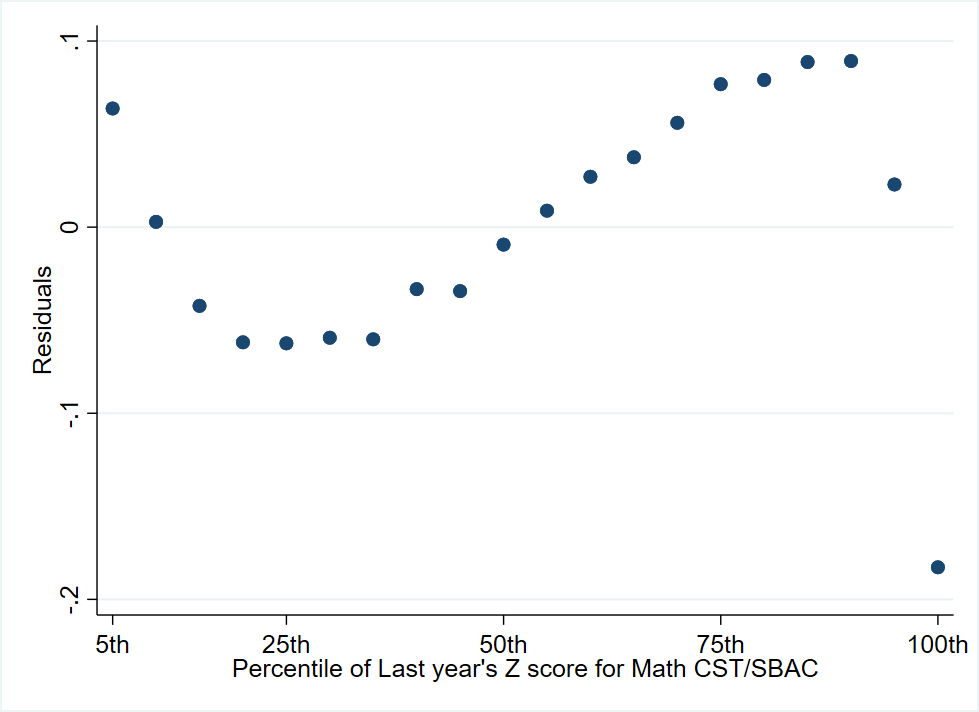 .1
0
-.1
-.2
Residuals
5th 25th 50th 75th 100th
Percentile of Last year's Z score for Math CST/SBAC